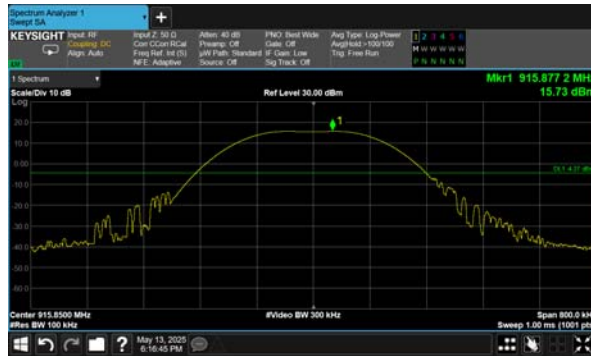 Spectrum Analyzer 1
Swept SA
+
KEYSIGHT
Input: RF
Coupling: DC
Align: Auto
Input Z: 50 Ω
Corr CCorr RCal
Freq Ref: Int (S)
NFE: Adaptive
Atten: 40 dB
Preamp: Off
µW Path: Standard
Source: Off
PNO: Best Wide
Gate: Off
IF Gain: Low
Sig Track: Off
Avg Type: Log-Power
Avg|Hold >100/100
Trig: Free Run
1 2 3 4 5 6
M W W W W W
P N N N N N
1 Spectrum
Scale/Div 10 dB
Ref Level 30.00 dBm
Mkr1 915.877 2 MH
15.73 dBm
Log
20.0
10.0
0.00
-10.0
-20.0
-30.0
-40.0
-50.0
-60.0
1
Center 915.8500 MHz
#Res BW 100 kHz
#Video BW 300 kHz
Span 800.0 kH
Sweep 1.00 ms (1001 pts
?
May 13, 2025
6:16:45 PM